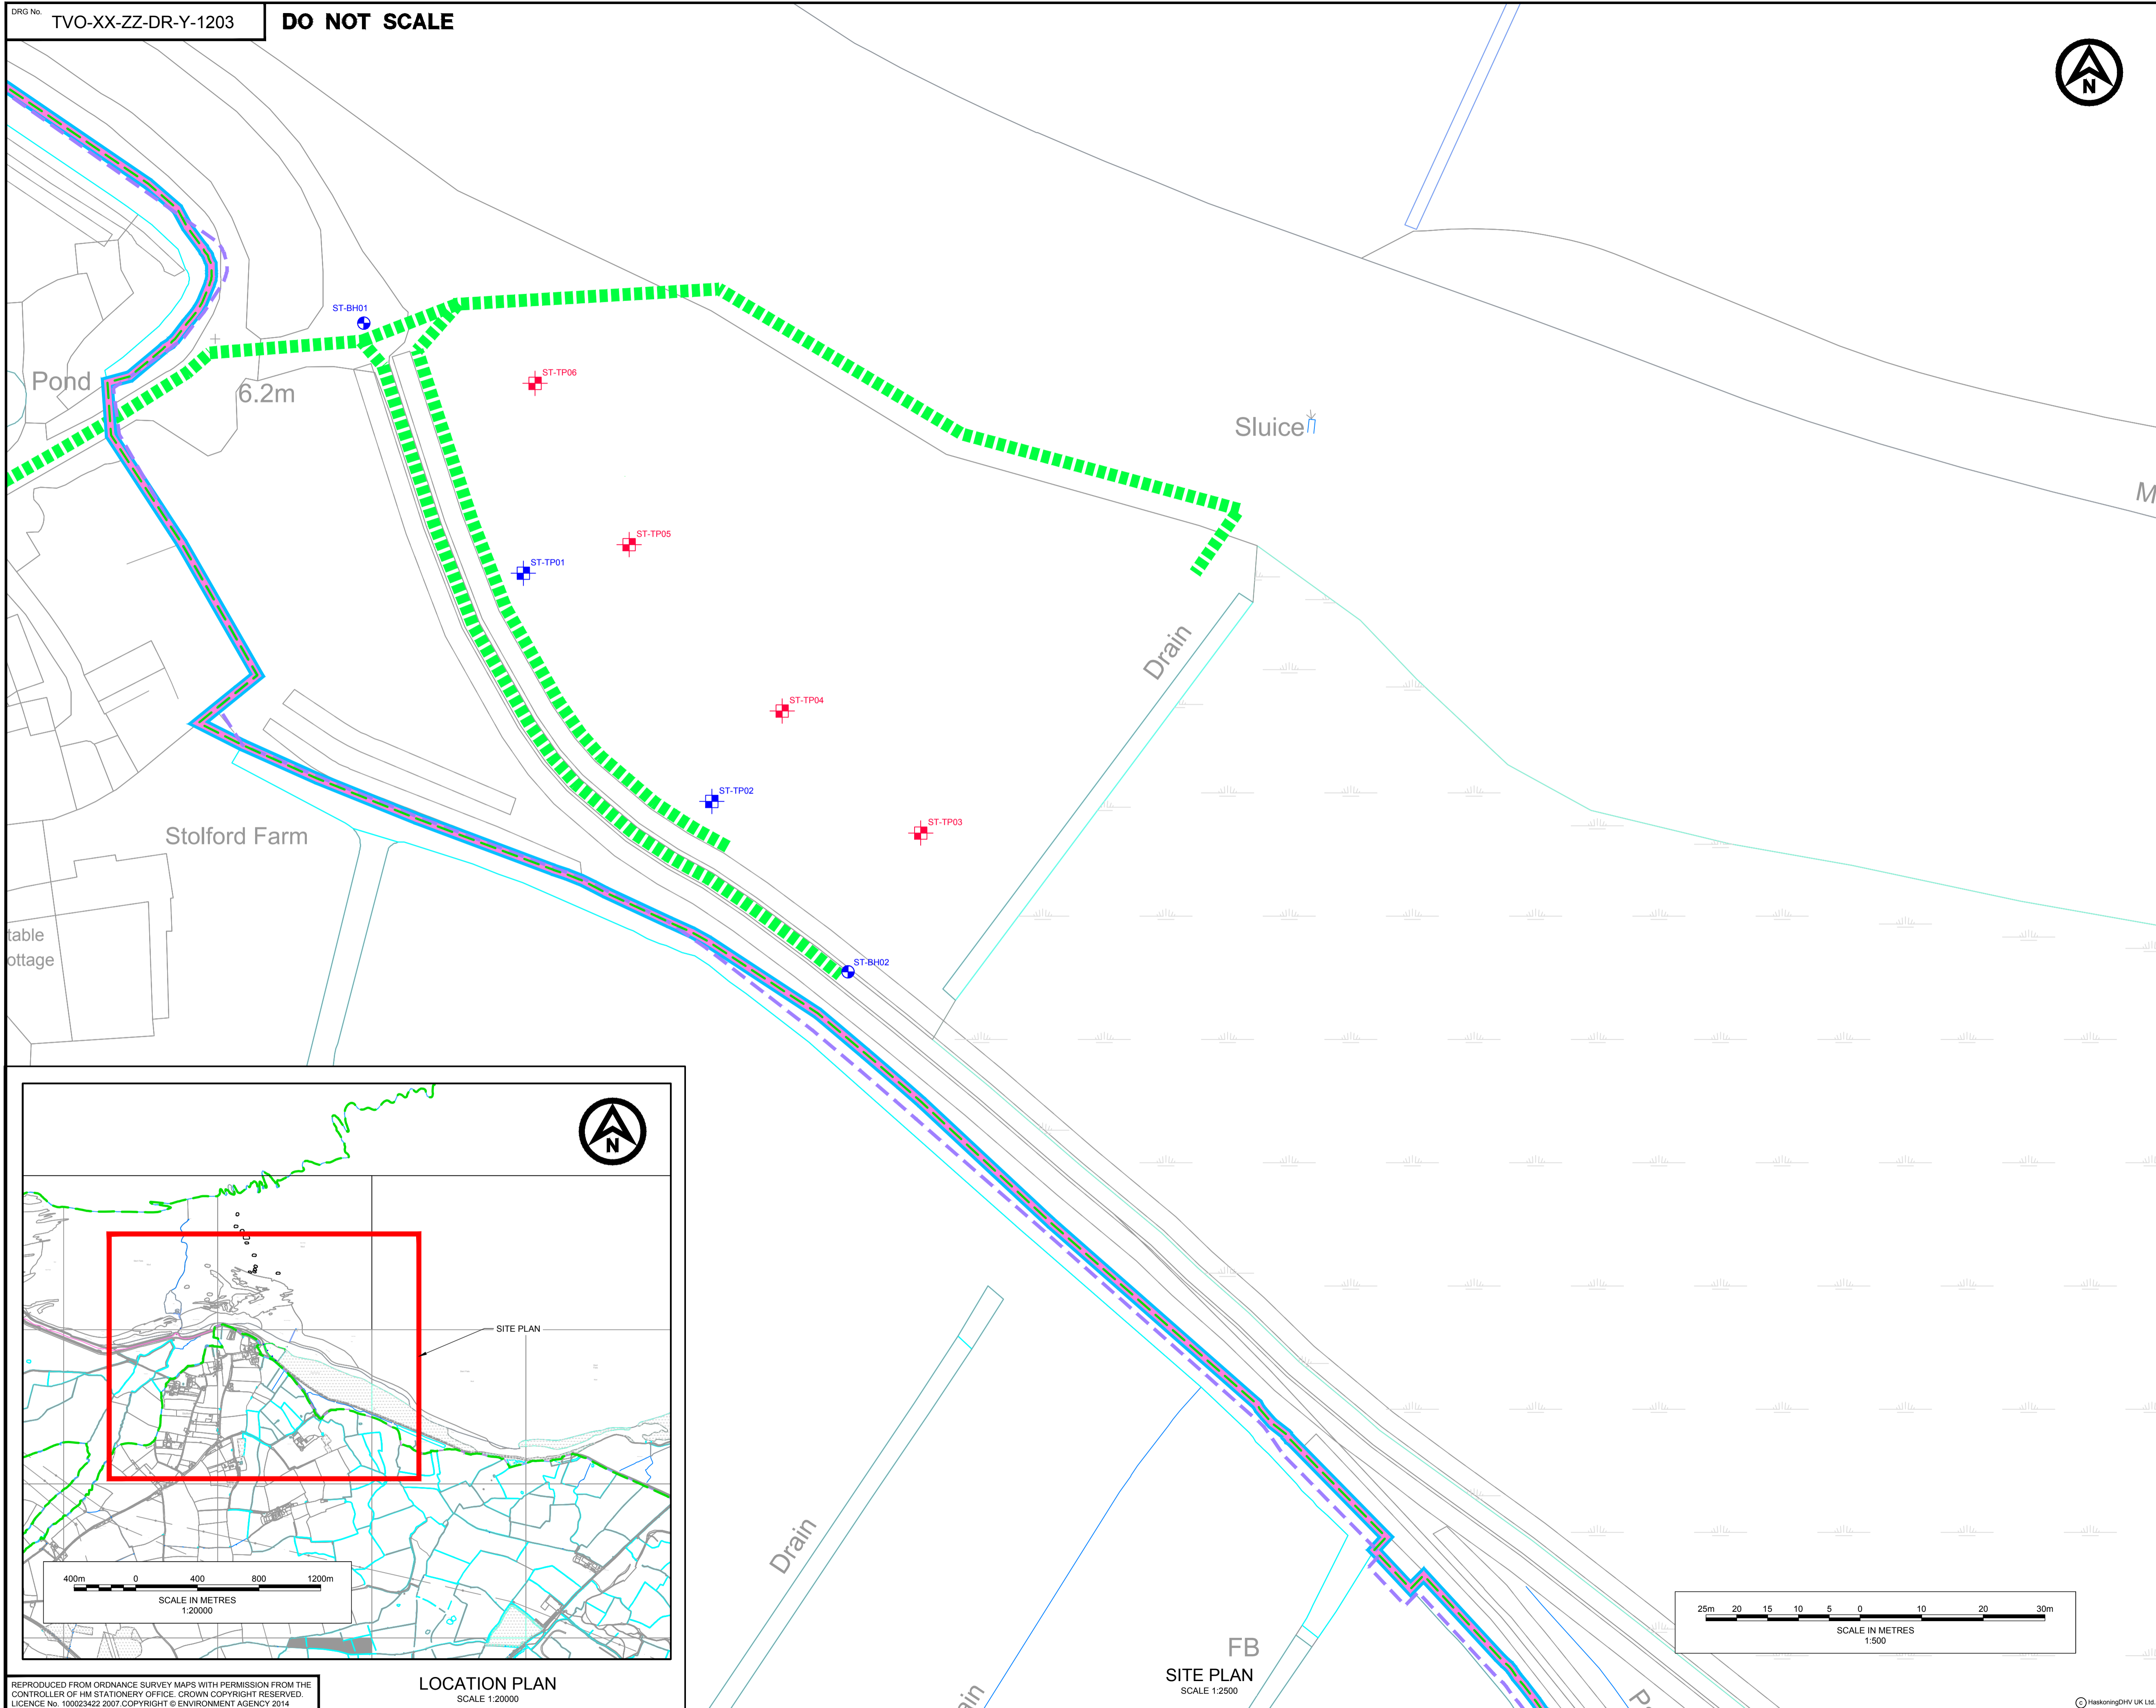 DRG No.
TVO-XX-ZZ-DR-Y-1203
DO NOT SCALE
N
ST-BH01
Pond
6.2m
ST-TP06
Sluice
M
ST-TP05
ST-TP01
Drain
ST-TP04
ST-TP02
ST-TP03
Stolford Farm
table
ottage
ST-BH02
N
SITE PLAN
400m 0 400 800 1200m
SCALE IN METRES
1:20000
Drain
25m 20 15 10 5 0 10 20 30m
SCALE IN METRES
1:500
FB
SITE PLAN
SCALE 1:2500
LOCATION PLAN
SCALE 1:20000
ain
REPRODUCED FROM ORDNANCE SURVEY MAPS WITH PERMISSION FROM THE
CONTROLLER OF HM STATIONERY OFFICE. CROWN COPYRIGHT RESERVED.
LICENCE No. 100023422 2007.COPYRIGHT © ENVIRONMENT AGENCY 2014
© HaskoningDHV UK Ltd